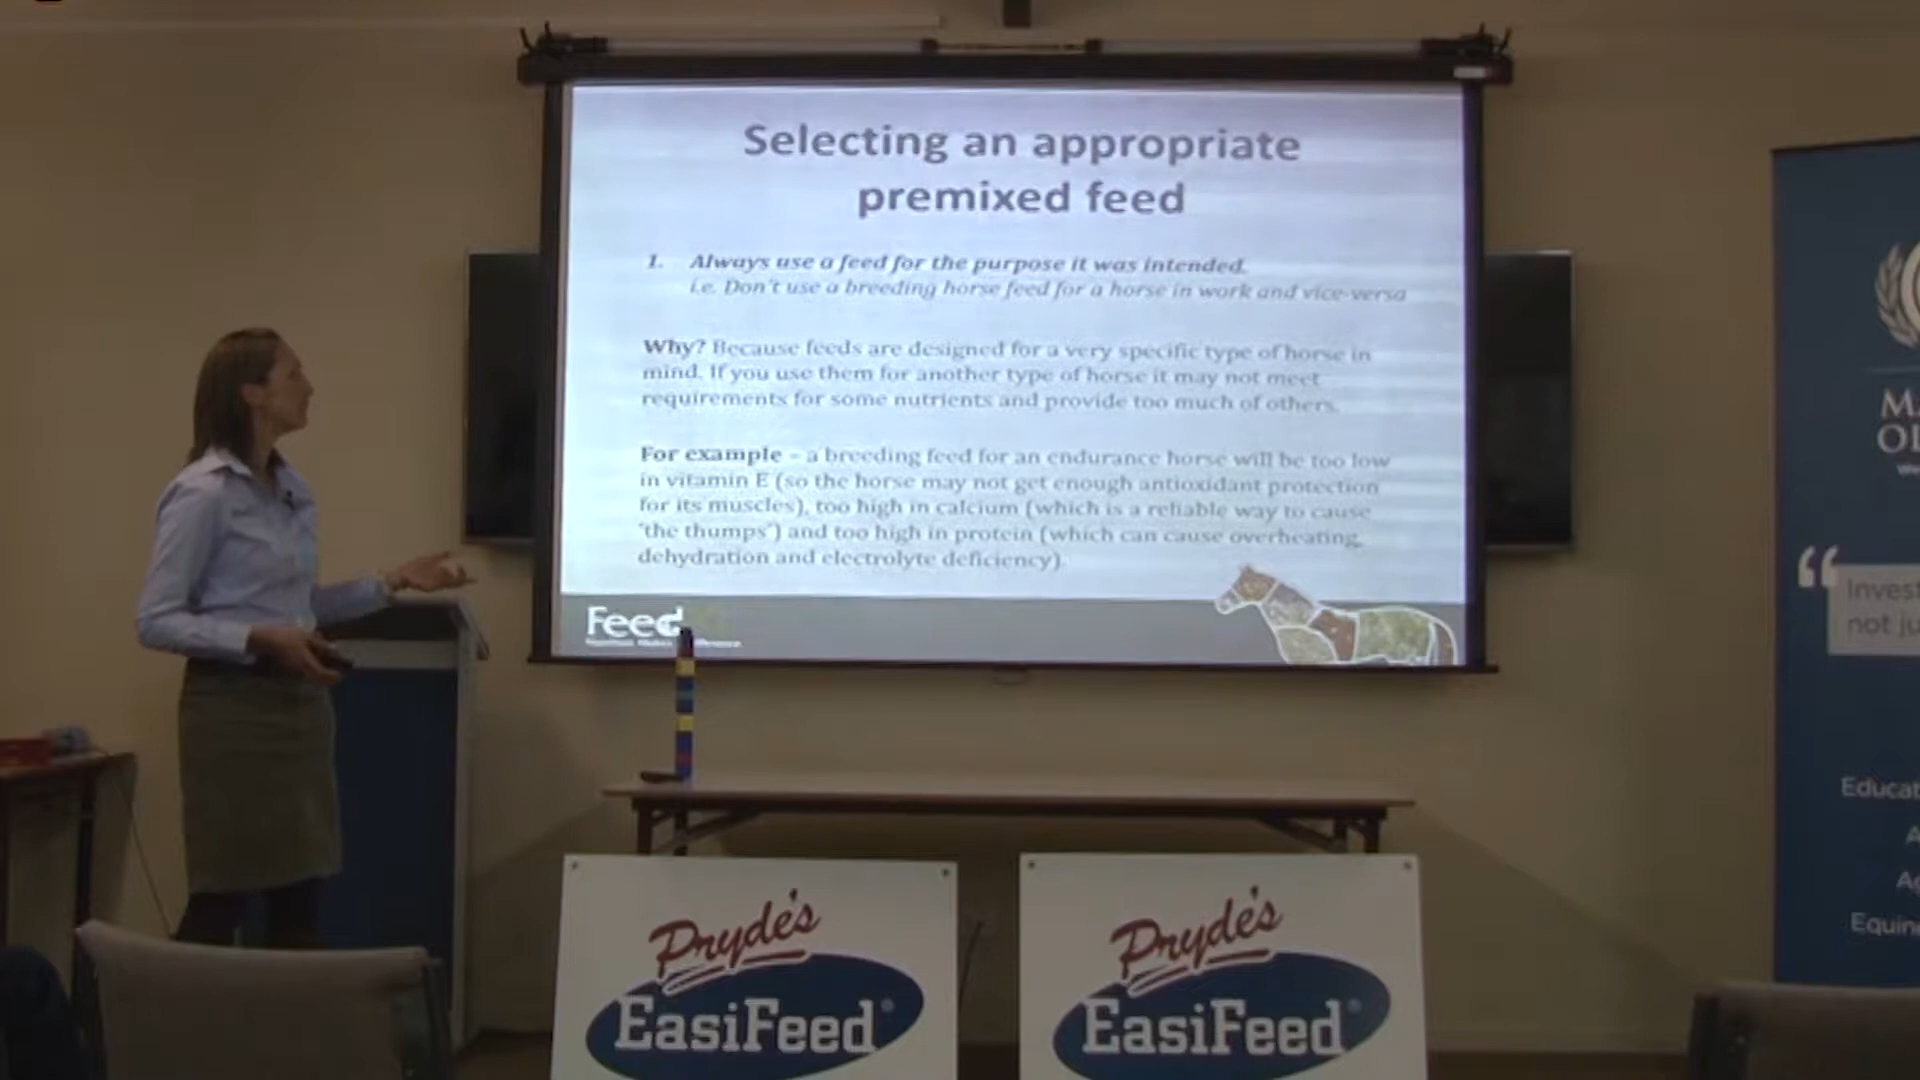 Selecting an appropriate
premixed feed
1. Always use a feed for the purpose it was intended.
i.e. Don't use a breeding horse feed for a horse in work and vice-versa
Why? Because feeds are designed for a very specific type of horse in
mind. If you use them for another type of horse it may not meet
requirements for some nutrients and provide too much of others.
For example – a breeding feed for an endurance horse will be too low
in vitamin E (so the horse may not get enough antioxidant protection
for its muscles), too high in calcium (which is a reliable way to cause
'the thumps') and too high in protein (which can cause overheating,
dehydration and electrolyte deficiency).
Feed
Pryde's
EasiFeed®
Pryde's
EasiFeed®
“
Invest
not ju
Educat
Equin